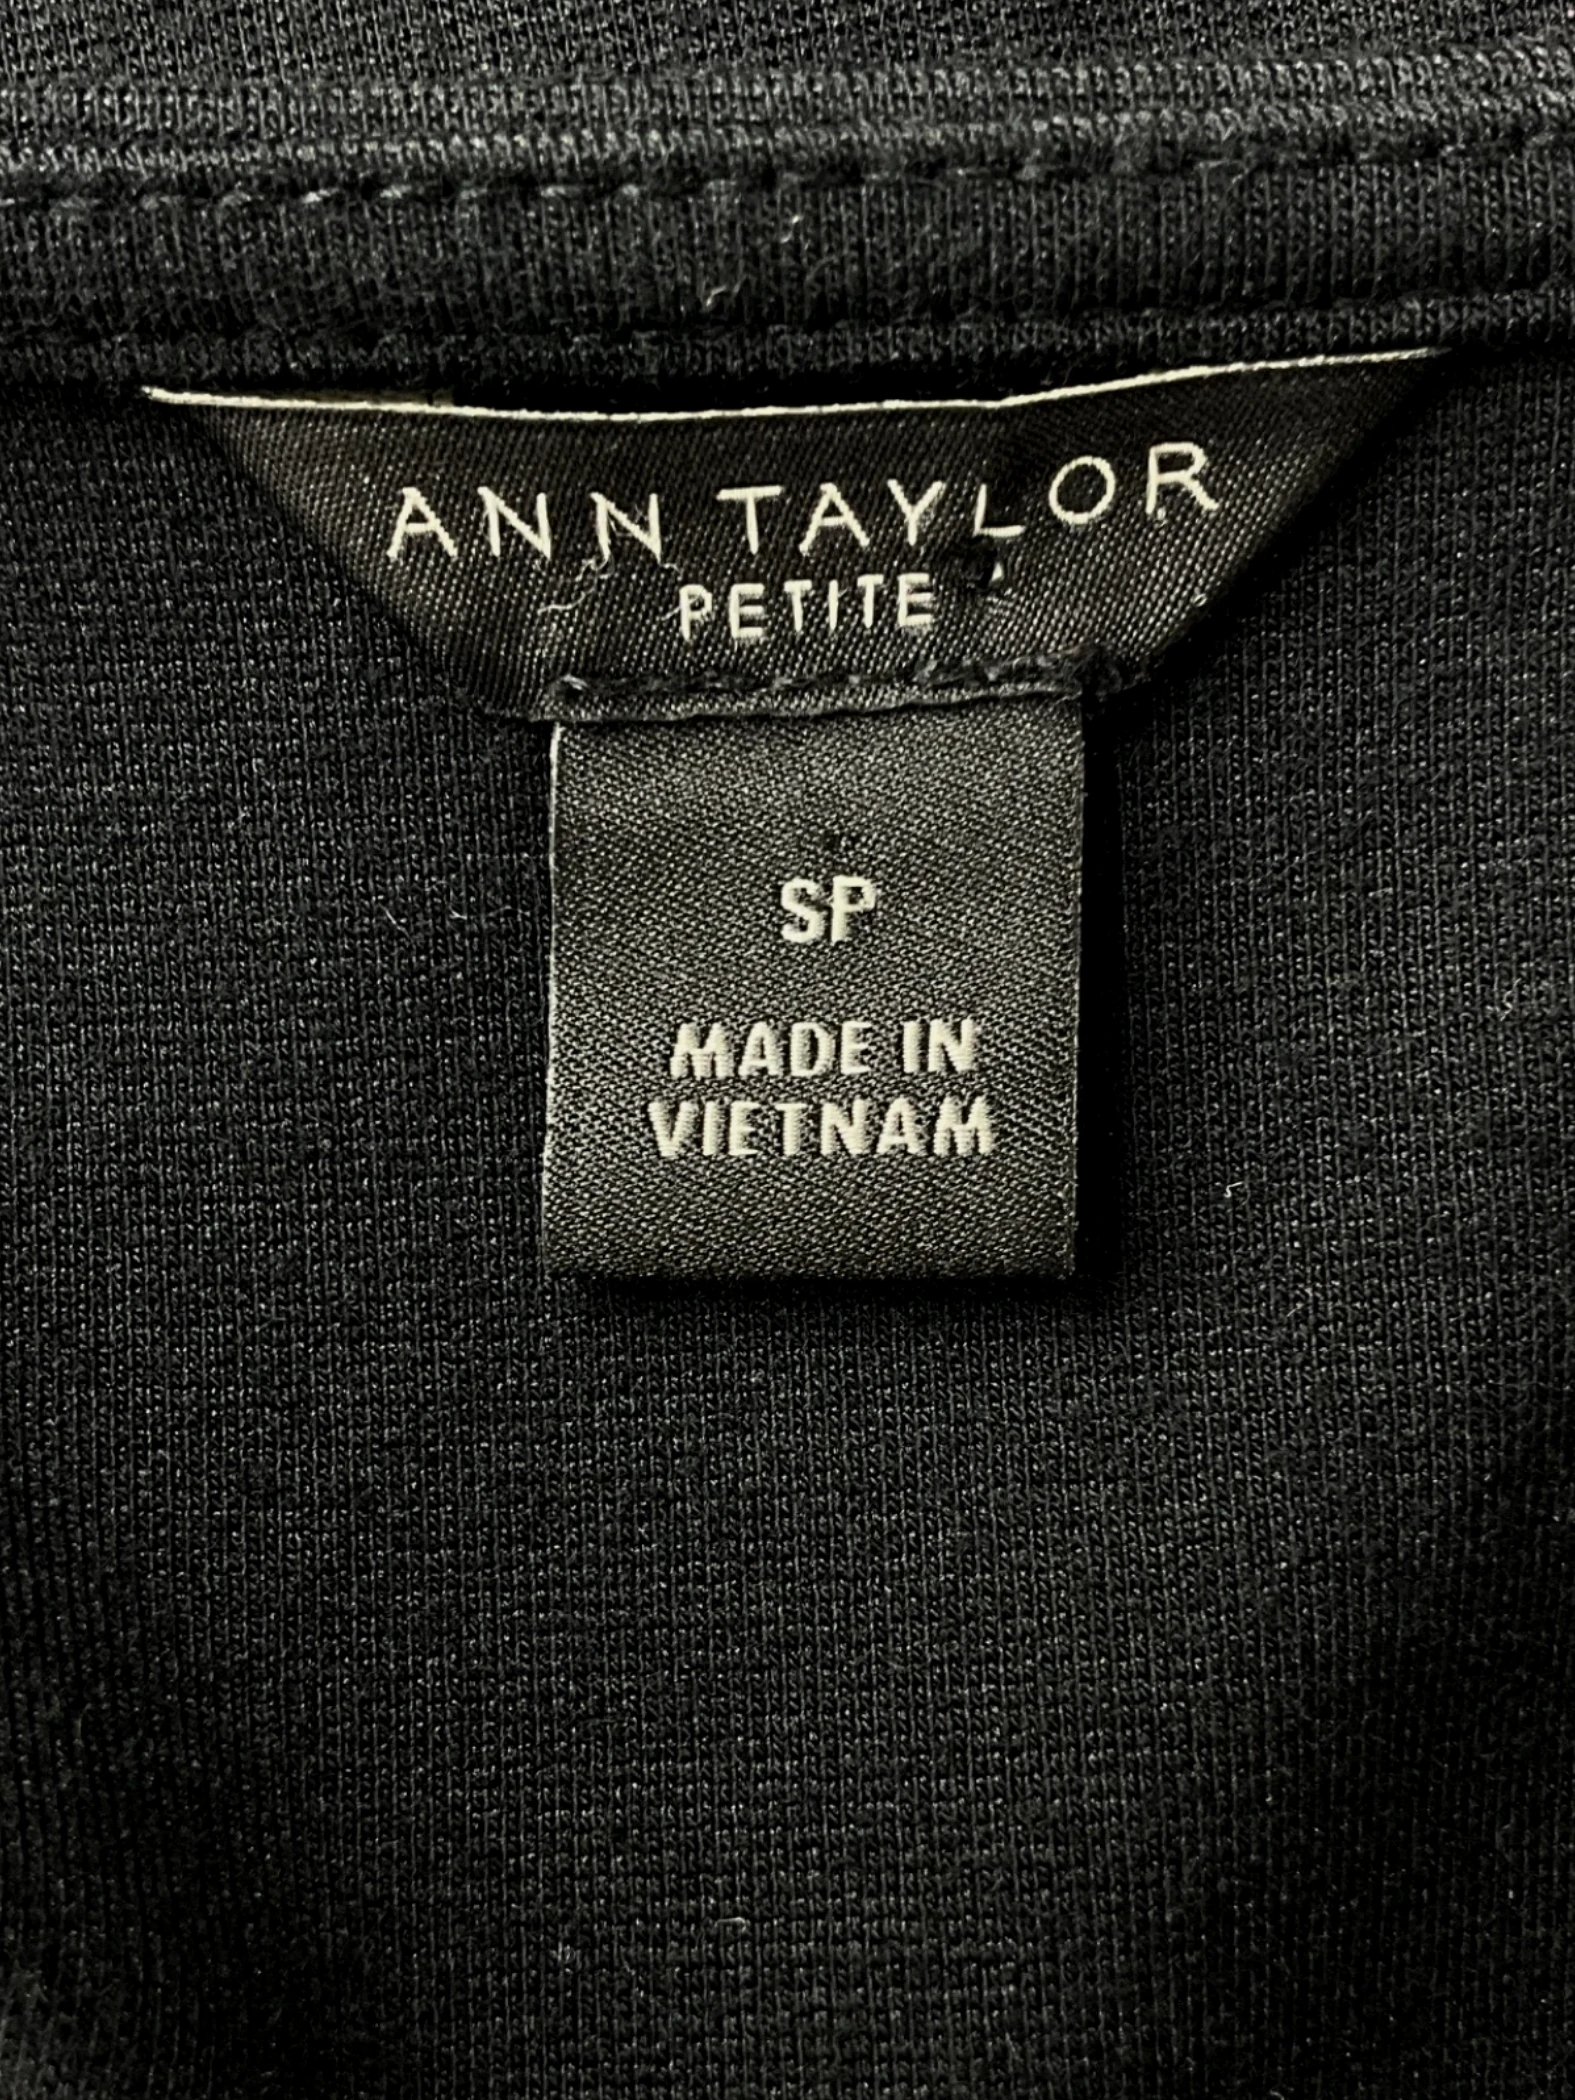 ANN TAYLOR
PETITE
SP
MADE IN
VIETNAM